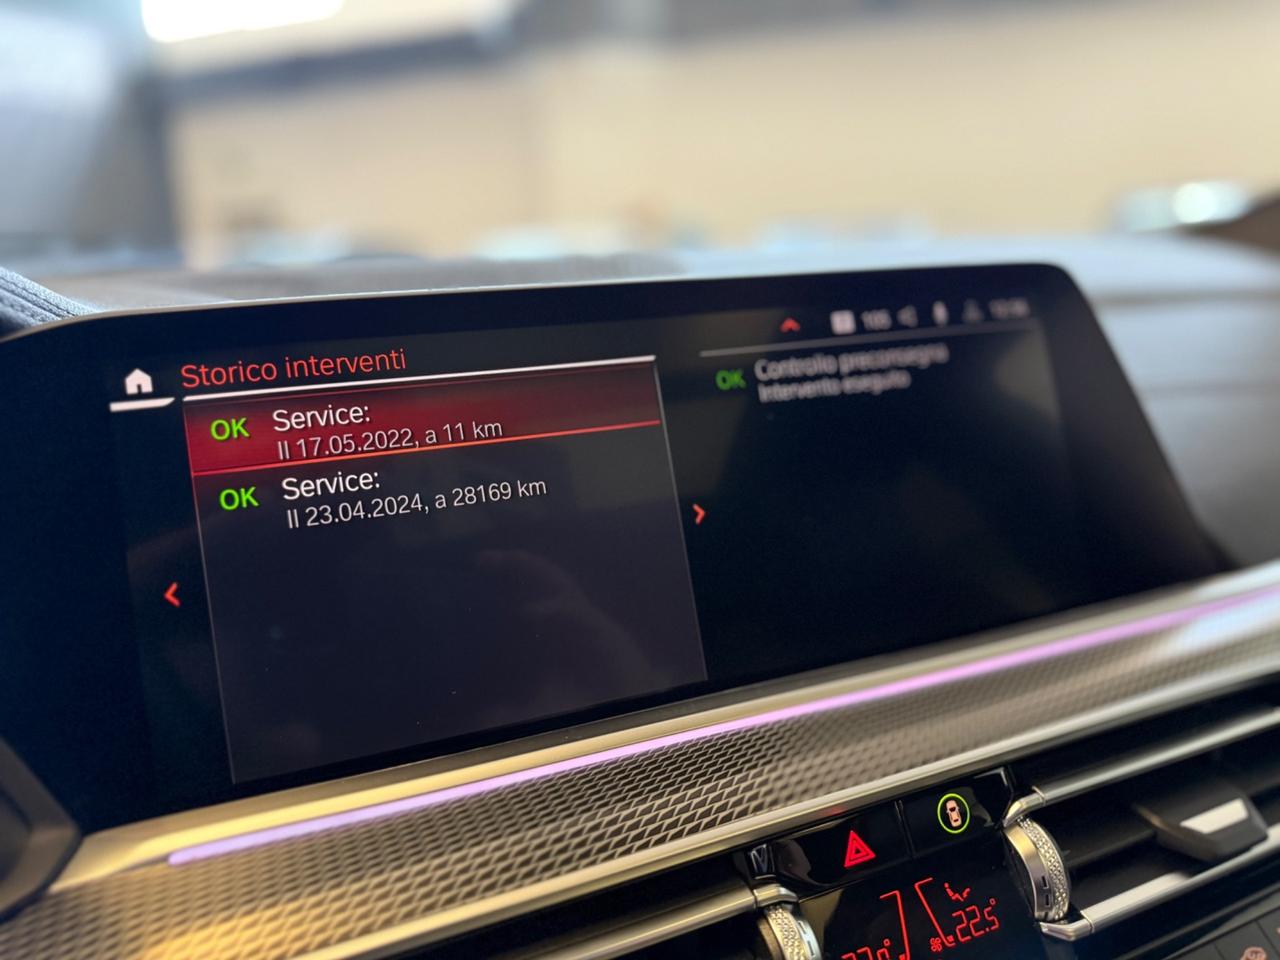 Storico interventi
OK Service:
Il 17.05.2022, a 11 km
OK Service:
Il 23.04.2024, a 28169 km
OK Controllo preconsegna
Intervento eseguito
22.5°